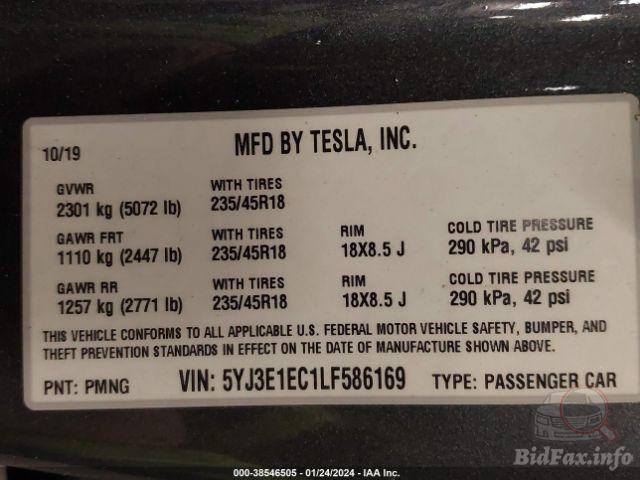 10/19 MFD BY TESLA, INC.
GVWR WITH TIRES
2301 kg (5072 lb) 235/45R18
GAWR FRT WITH TIRES RIM COLD TIRE PRESSURE
1110 kg (2447 lb) 235/45R18 18X8.5 J 290 kPa, 42 psi
GAWR RR WITH TIRES RIM COLD TIRE PRESSURE
1257 kg (2771 lb) 235/45R18 18X8.5 J 290 kPa, 42 psi
THIS VEHICLE CONFORMS TO ALL APPLICABLE U.S. FEDERAL MOTOR VEHICLE SAFETY, BUMPER, AND
THEFT PREVENTION STANDARDS IN EFFECT ON THE DATE OF MANUFACTURE SHOWN ABOVE.
PNT: PMNG VIN: 5YJ3E1EC1LF586169 TYPE: PASSENGER CAR
BidFax.info
000-38546505 - 01/24/2024 - IAA Inc.